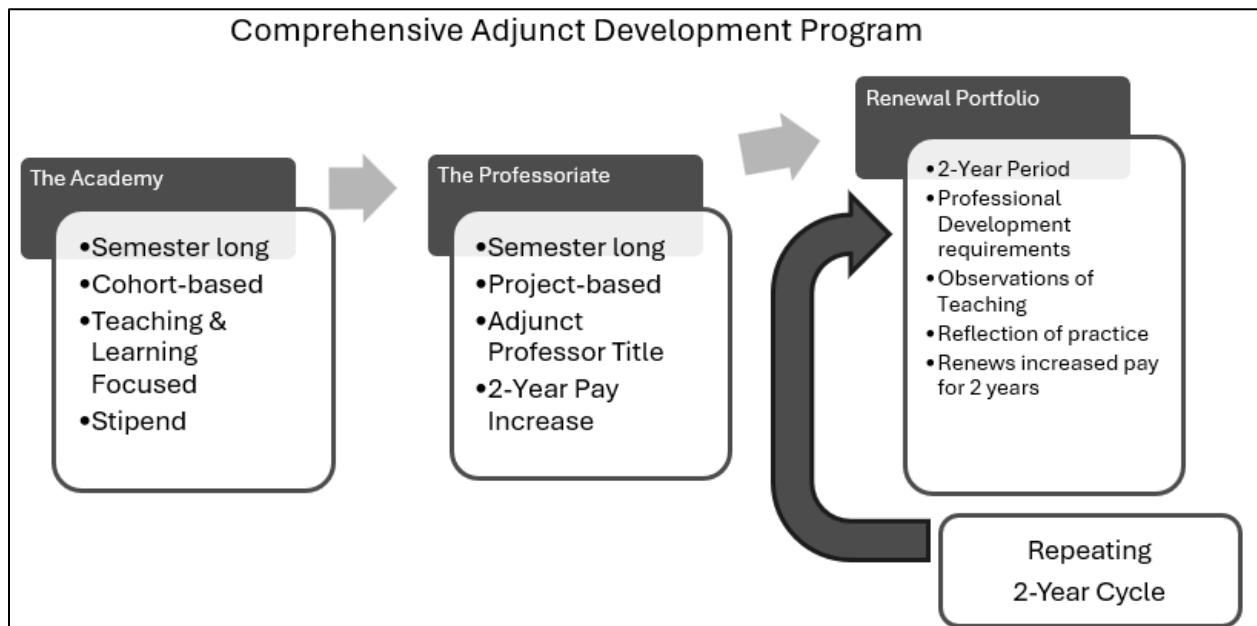 Comprehensive Adjunct Development Program
The Academy
•Semester long
•Cohort-based
•Teaching &
Learning
Focused
•Stipend
The Professoriate
•Semester long
•Project-based
•Adjunct
Professor Title
•2-Year Pay
Increase
Renewal Portfolio
•2-Year Period
•Professional
Development
requirements
•Observations of
Teaching
•Reflection of practice
•Renews increased pay
for 2 years
Repeating
2-Year Cycle